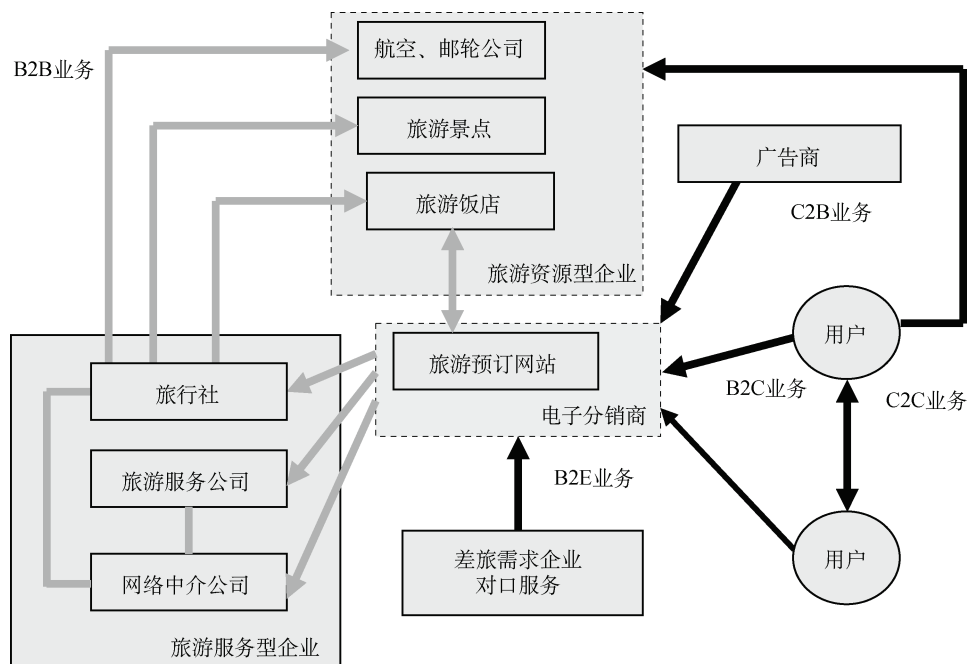 航空、邮轮公司
B2B业务
旅游景点
广告商
旅游饭店
C2B业务
旅游资源型企业
用户
旅游预订网站
旅行社
B2C业务
C2C业务
电子分销商
旅游服务公司
B2E业务
差旅需求企业
对口服务
用户
网络中介公司
旅游服务型企业